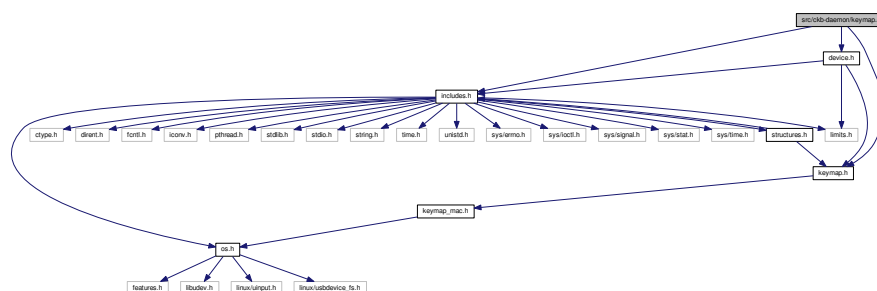 src/ckb-daemon/keymap.
device.h
includes.h
ctype.h
dirent.h
fcntl.h
iconv.h
pthread.h
stdlib.h
stdio.h
string.h
time.h
unistd.h
sys/errno.h
sys/ioctl.h
sys/signal.h
sys/stat.h
sys/time.h
structures.h
limits.h
keymap.h
keymap_mac.h
os.h
features.h
libudev.h
linux/uinput.h
linux/usbdevice_fs.h